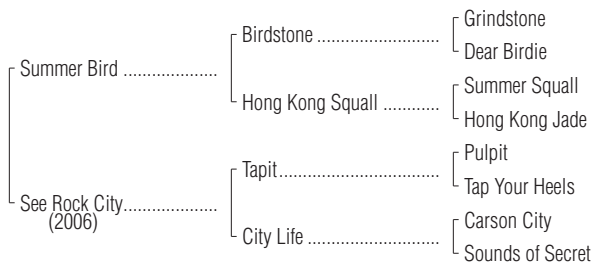 Grindstone
Birdstone ..........................
Dear Birdie
Summer Bird ....................
Summer Squall
Hong Kong Squall ............
Hong Kong Jade
Pulpit
Tapit..................................
Tap Your Heels
See Rock City....................
(2006)
Carson City
City Life ............................
Sounds of Secret